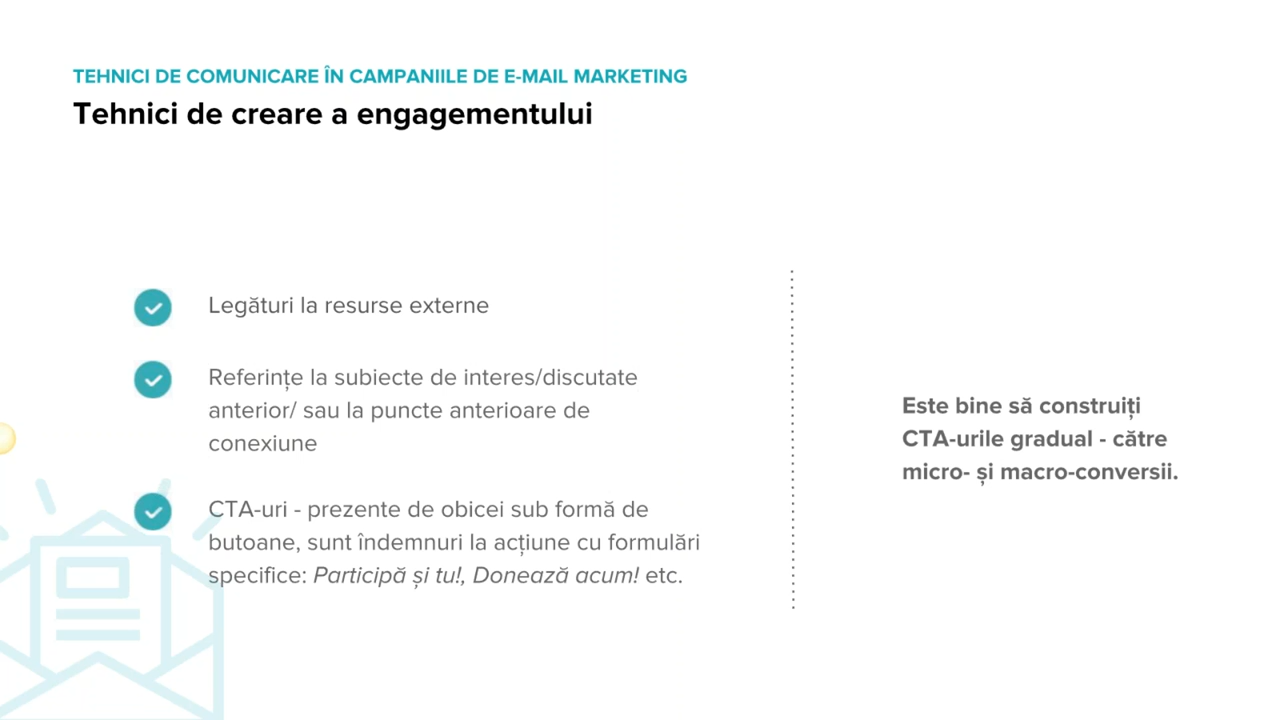 TEHNICI DE COMUNICARE ÎN CAMPANIILE DE E-MAIL MARKETING
Tehnici de creare a engagementului
Legături la resurse externe
Referințe la subiecte de interes/discutate
anterior/ sau la puncte anterioare de
conexiune
CTA-uri - prezente de obicei sub formă de
butoane, sunt îndemnuri la acțiune cu formulări
specifice: Participă și tu!, Donează acum! etc.
Este bine să construiți
CTA-urile gradual - către
micro- și macro-conversii.